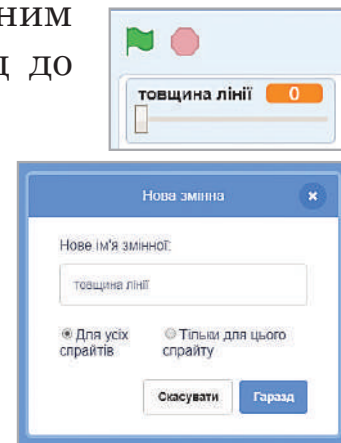 ним
до
товщина лінії 0
Нова змінна
Нове ім'я змінної:
товщина лінії
Для усіх спрайтів
Тільки для цього спрайту
Скасувати Гаразд